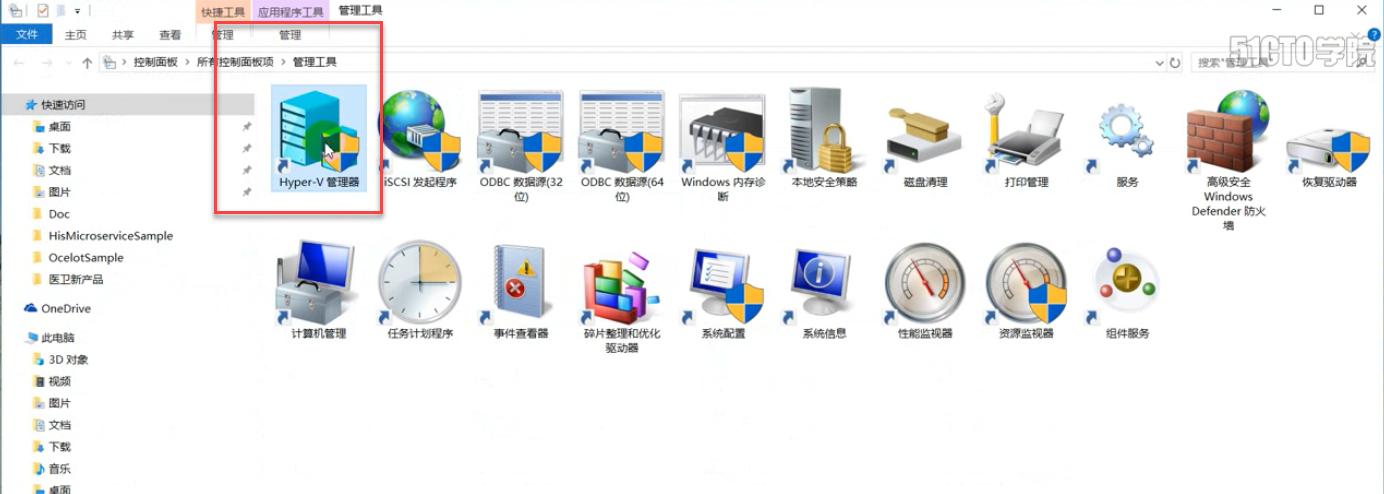 快捷工具 应用程序工具 管理工具
文件 主页 共享 查看 管理 管理
51CTO学院
控制面板 › 所有控制面板项 › 管理工具
搜索"管理工具"
快速访问
桌面
下载
文档
图片
Doc
HisMicroserviceSample
OcelotSample
医卫新产品
OneDrive
此电脑
3D 对象
视频
图片
文档
下载
音乐
桌面
Hyper-V 管理器
iSCSI 发起程序
ODBC 数据源(32
位)
ODBC 数据源(64
位)
Windows 内存诊
断
本地安全策略
磁盘清理
打印管理
服务
高级安全
Windows
Defender 防火
墙
恢复驱动器
计算机管理
任务计划程序
事件查看器
碎片整理和优化
驱动器
系统配置
系统信息
性能监视器
资源监视器
组件服务